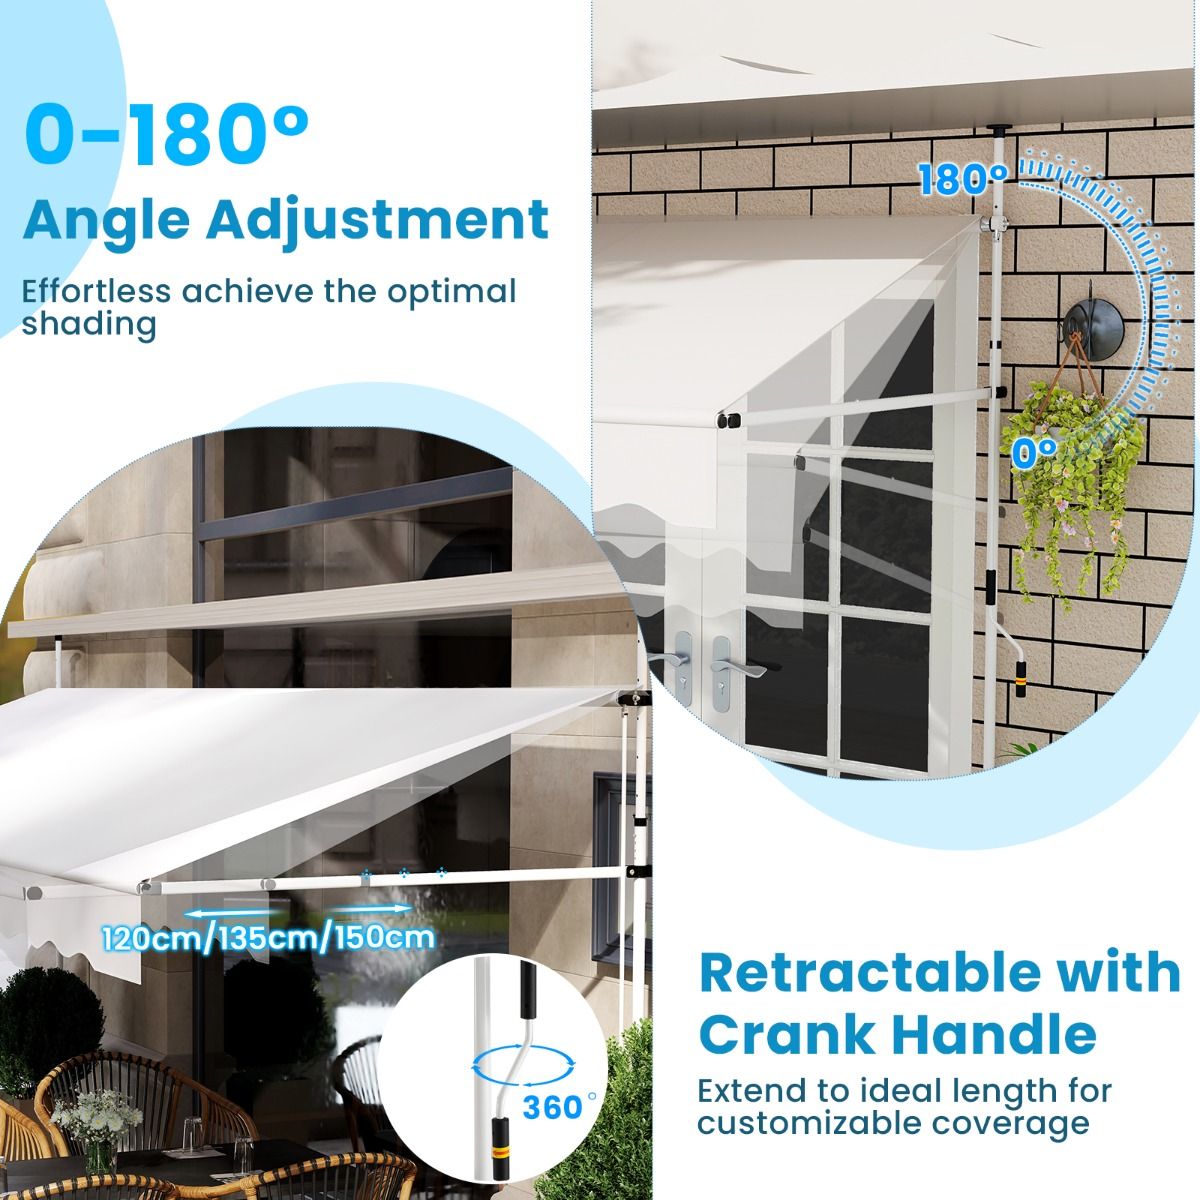 0-180°
Angle Adjustment
Effortless achieve the optimal
shading
180°
0°
120cm/135cm/150cm
360°
Retractable with
Crank Handle
Extend to ideal length for
customizable coverage